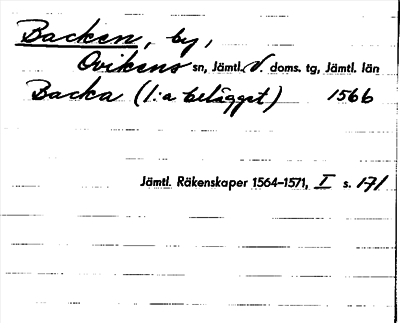 Backen, by,
Ovikens sn, Jämtl. V. doms. tg, Jämtl. län
Backa (1:a belägget) 1566
Jämtl. Räkenskaper 1564-1571, I s. 171